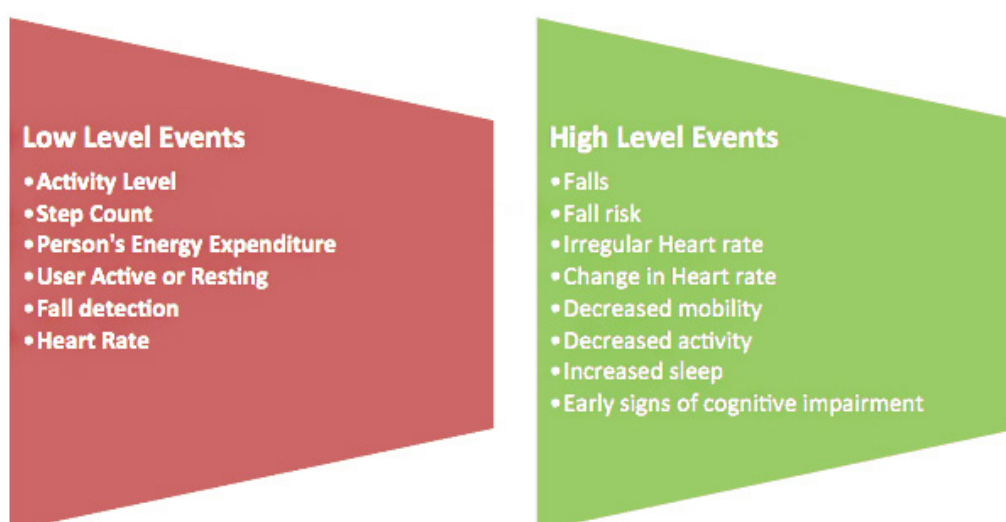 Low Level Events
•Activity Level
•Step Count
•Person's Energy Expenditure
•User Active or Resting
•Fall detection
•Heart Rate
High Level Events
•Falls
•Fall risk
•Irregular Heart rate
•Change in Heart rate
•Decreased mobility
•Decreased activity
•Increased sleep
•Early signs of cognitive impairment